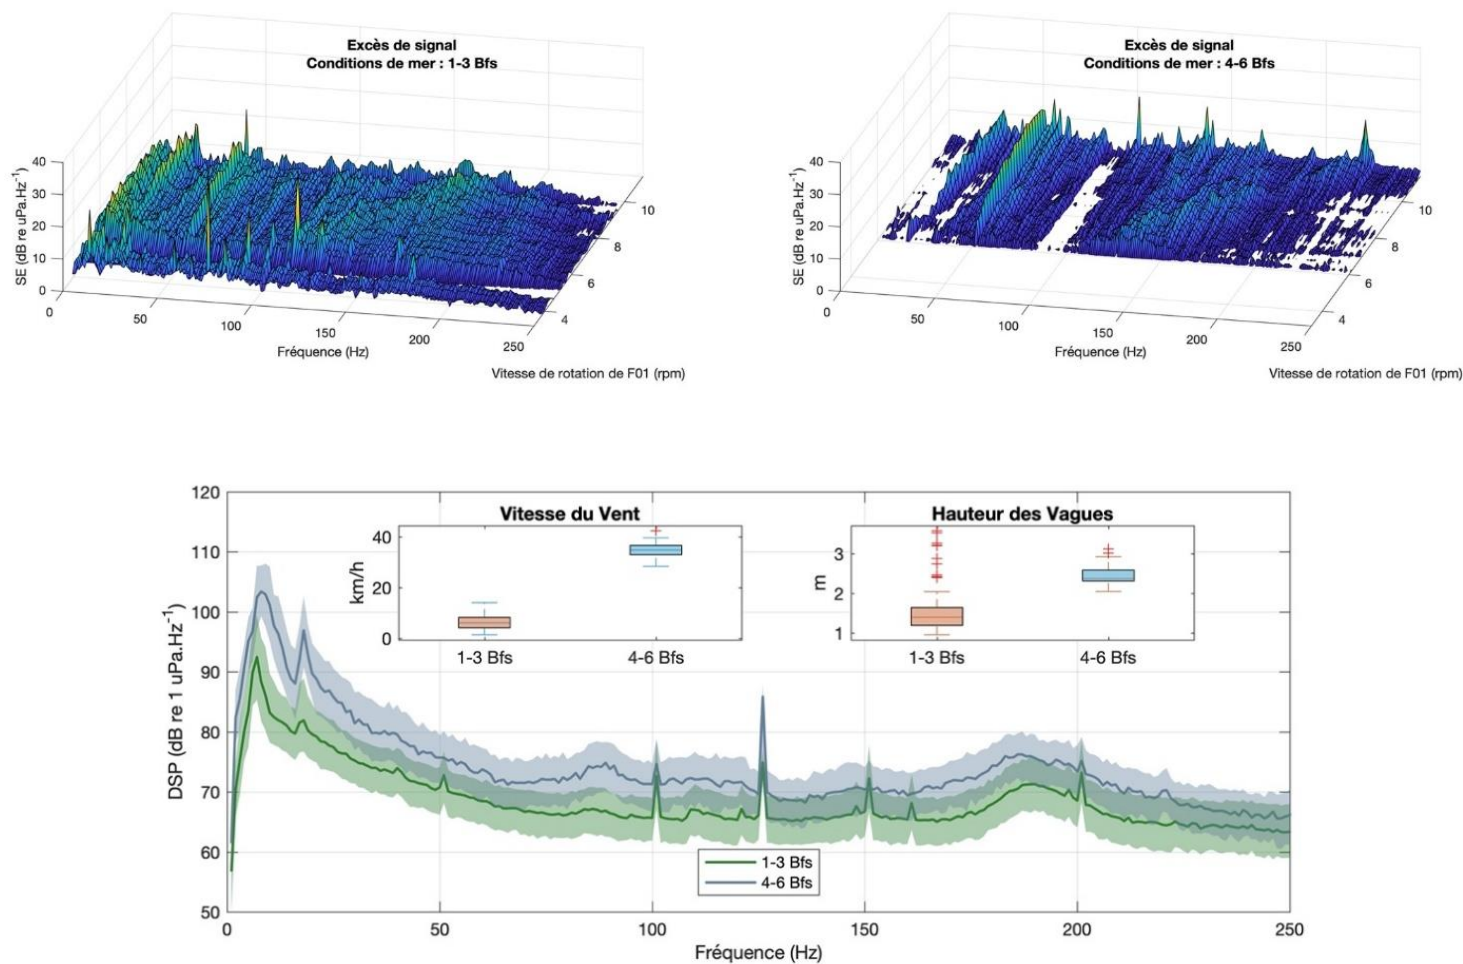 Excès de signal
Conditions de mer : 1-3 Bfs
SE (dB re uPa.Hz-1)
40
30
20
10
0
0
50
100
150
200
250
4
6
8
10
Fréquence (Hz)
Vitesse de rotation de F01 (rpm)
Excès de signal
Conditions de mer : 4-6 Bfs
SE (dB re uPa.Hz-1)
40
30
20
10
0
0
50
100
150
200
250
4
6
8
10
Fréquence (Hz)
Vitesse de rotation de F01 (rpm)
DSP (dB re 1 uPa.Hz-1)
120
110
100
90
80
70
60
50
Vitesse du Vent
km/h
40
20
0
1-3 Bfs
4-6 Bfs
Hauteur des Vagues
m
3
2
1
1-3 Bfs
4-6 Bfs
1-3 Bfs
4-6 Bfs
0
50
100
150
200
250
Fréquence (Hz)